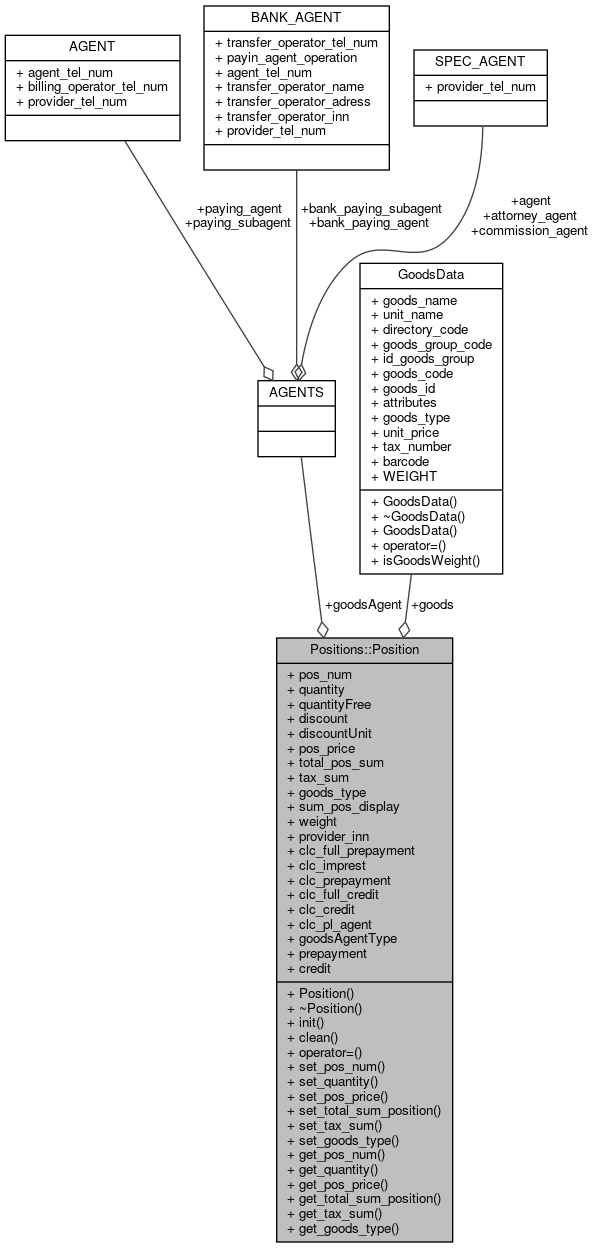 AGENT
+ agent_tel_num
+ billing_operator_tel_num
+ provider_tel_num
BANK_AGENT
+ transfer_operator_tel_num
+ payin_agent_operation
+ agent_tel_num
+ transfer_operator_name
+ transfer_operator_adress
+ transfer_operator_inn
+ provider_tel_num
SPEC_AGENT
+ provider_tel_num
+paying_agent
+paying_subagent
+bank_paying_subagent
+bank_paying_agent
+agent
+attorney_agent
+commission_agent
AGENTS
GoodsData
+ goods_name
+ unit_name
+ directory_code
+ goods_group_code
+ id_goods_group
+ goods_code
+ goods_id
+ attributes
+ goods_type
+ unit_price
+ tax_number
+ barcode
+ WEIGHT
+ GoodsData()
+ ~GoodsData()
+ GoodsData()
+ operator=()
+ isGoodsWeight()
+goodsAgent
+goods
Positions::Position
+ pos_num
+ quantity
+ quantityFree
+ discount
+ discountUnit
+ pos_price
+ total_pos_sum
+ tax_sum
+ goods_type
+ sum_pos_display
+ weight
+ provider_inn
+ clc_full_prepayment
+ clc_imprest
+ clc_prepayment
+ clc_full_credit
+ clc_credit
+ clc_pl_agent
+ goodsAgentType
+ prepayment
+ credit
+ Position()
+ ~Position()
+ init()
+ clean()
+ operator=()
+ set_pos_num()
+ set_quantity()
+ set_pos_price()
+ set_total_sum_position()
+ set_tax_sum()
+ set_goods_type()
+ get_pos_num()
+ get_quantity()
+ get_pos_price()
+ get_total_sum_position()
+ get_tax_sum()
+ get_goods_type()